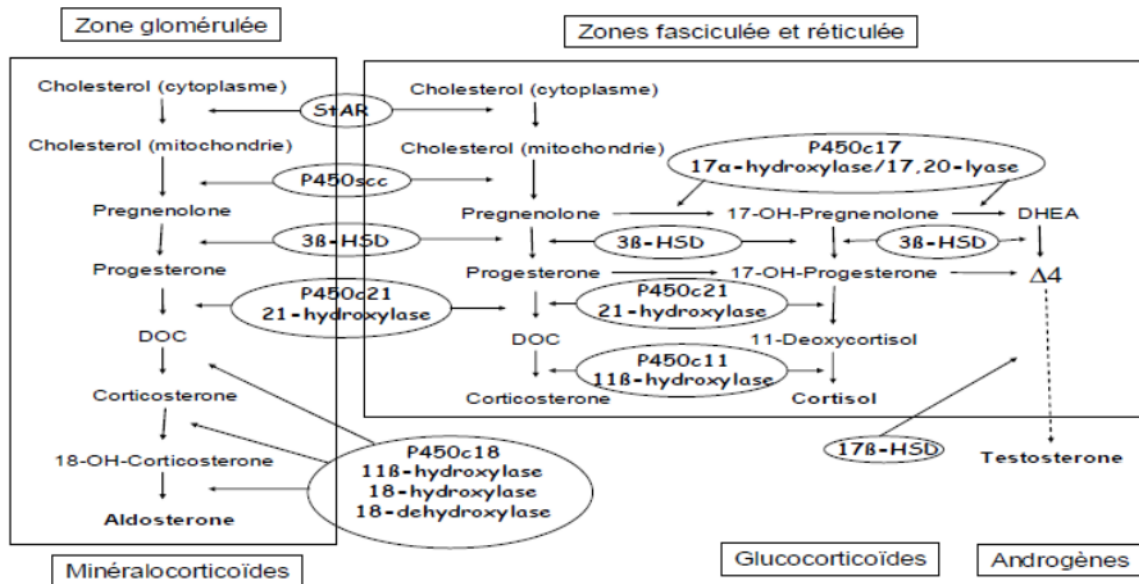 Zone glomérulée
Zones fasciculée et réticulée
Cholesterol (cytoplasme)
StAR
Cholesterol (cytoplasme)
Cholesterol (mitochondrie)
Cholesterol (mitochondrie)
P450c17
17α-hydroxylase/17,20-lyase
P450scc
Pregnenolone
Pregnenolone
17-OH-Pregnenolone
DHEA
3ß-HSD
3ß-HSD
3ß-HSD
Progesterone
Progesterone
17-OH-Progesterone
Δ4
P450c21
21-hydroxylase
P450c21
21-hydroxylase
DOC
DOC
11-Deoxycortisol
P450c11
11ß-hydroxylase
Corticosterone
Corticosterone
Cortisol
P450c18
11ß-hydroxylase
18-hydroxylase
18-dehydroxylase
17ß-HSD
18-OH-Corticosterone
Testosterone
Aldosterone
Minéralocorticoïdes
Glucocorticoïdes
Androgènes